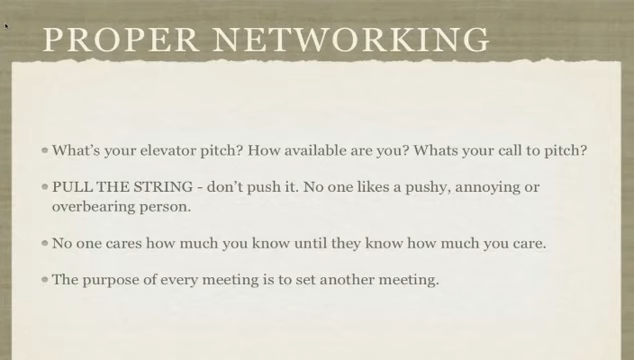 PROPER NETWORKING
What's your elevator pitch? How available are you? Whats your call to pitch?
PULL THE STRING - don't push it. No one likes a pushy, annoying or
overbearing person.
No one cares how much you know until they know how much you care.
The purpose of every meeting is to set another meeting.